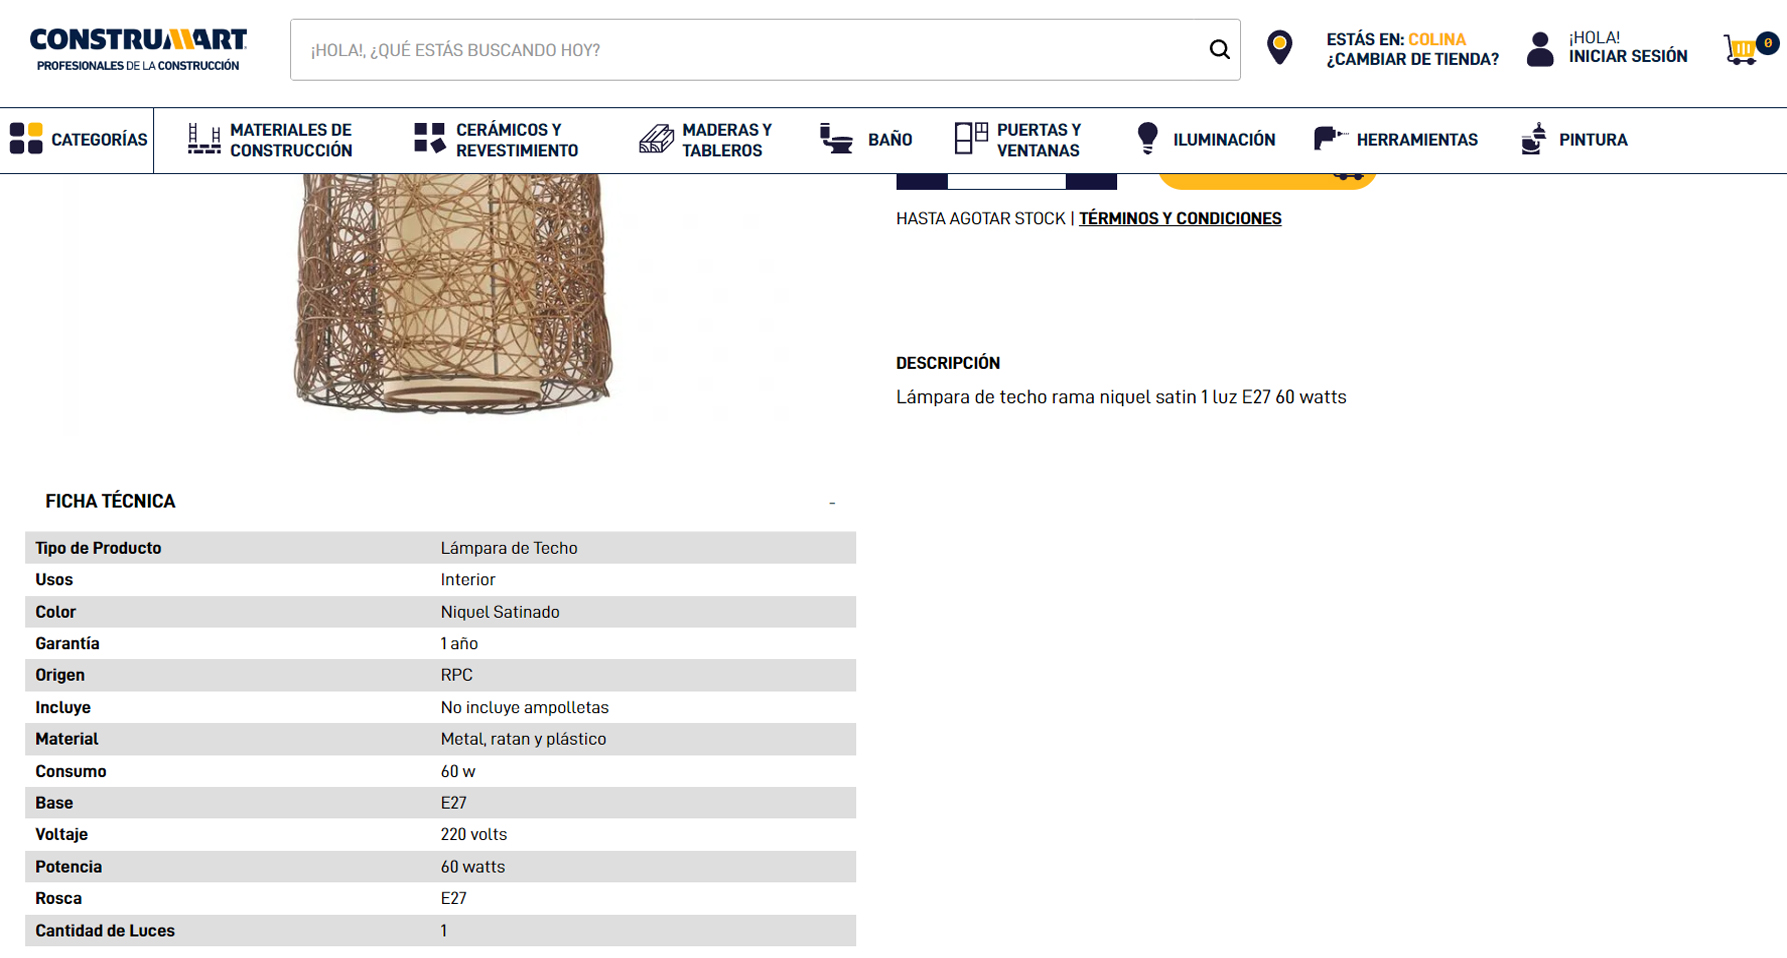 CONSTRUMART
PROFESIONALES DE LA CONSTRUCCIÓN
¡HOLA!, ¿QUÉ ESTÁS BUSCANDO HOY?
ESTÁS EN: COLINA
¿CAMBIAR DE TIENDA?
¡HOLA!
INICIAR SESIÓN
0
CATEGORÍAS
MATERIALES DE
CONSTRUCCIÓN
CERÁMICOS Y
REVESTIMIENTO
MADERAS Y
TABLEROS
BAÑO
PUERTAS Y
VENTANAS
ILUMINACIÓN
HERRAMIENTAS
PINTURA
HASTA AGOTAR STOCK | TÉRMINOS Y CONDICIONES
DESCRIPCIÓN
Lámpara de techo rama niquel satin 1 luz E27 60 watts
FICHA TÉCNICA -
Tipo de Producto Lámpara de Techo
Usos Interior
Color Niquel Satinado
Garantía 1 año
Origen RPC
Incluye No incluye ampolletas
Material Metal, ratan y plástico
Consumo 60 w
Base E27
Voltaje 220 volts
Potencia 60 watts
Rosca E27
Cantidad de Luces 1